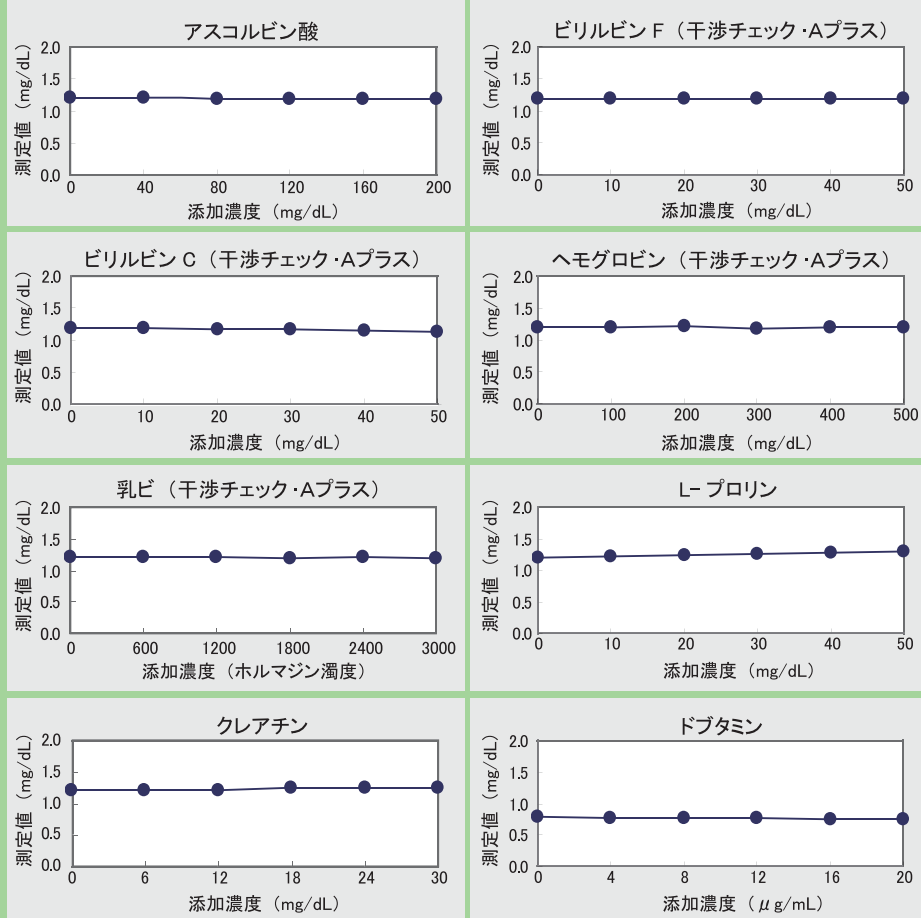 アスコルビン酸
測定値（mg/dL）
2.0
1.5
1.0
0.5
0.0
0 40 80 120 160 200
添加濃度（mg/dL）
ビリルビン F（干渉チェック・Aプラス）
測定値（mg/dL）
2.0
1.5
1.0
0.5
0.0
0 10 20 30 40 50
添加濃度（mg/dL）
ビリルビン C（干渉チェック・Aプラス）
測定値（mg/dL）
2.0
1.5
1.0
0.5
0.0
0 10 20 30 40 50
添加濃度（mg/dL）
ヘモグロビン（干渉チェック・Aプラス）
測定値（mg/dL）
2.0
1.5
1.0
0.5
0.0
0 100 200 300 400 500
添加濃度（mg/dL）
乳ビ（干渉チェック・Aプラス）
測定値（mg/dL）
2.0
1.5
1.0
0.5
0.0
0 600 1200 1800 2400 3000
添加濃度（ホルマジン濁度）
L-プロリン
測定値（mg/dL）
2.0
1.5
1.0
0.5
0.0
0 10 20 30 40 50
添加濃度（mg/dL）
クレアチン
測定値（mg/dL）
2.0
1.5
1.0
0.5
0.0
0 6 12 18 24 30
添加濃度（mg/dL）
ドブタミン
測定値（mg/dL）
2.0
1.5
1.0
0.5
0.0
0 4 8 12 16 20
添加濃度（μg/mL）